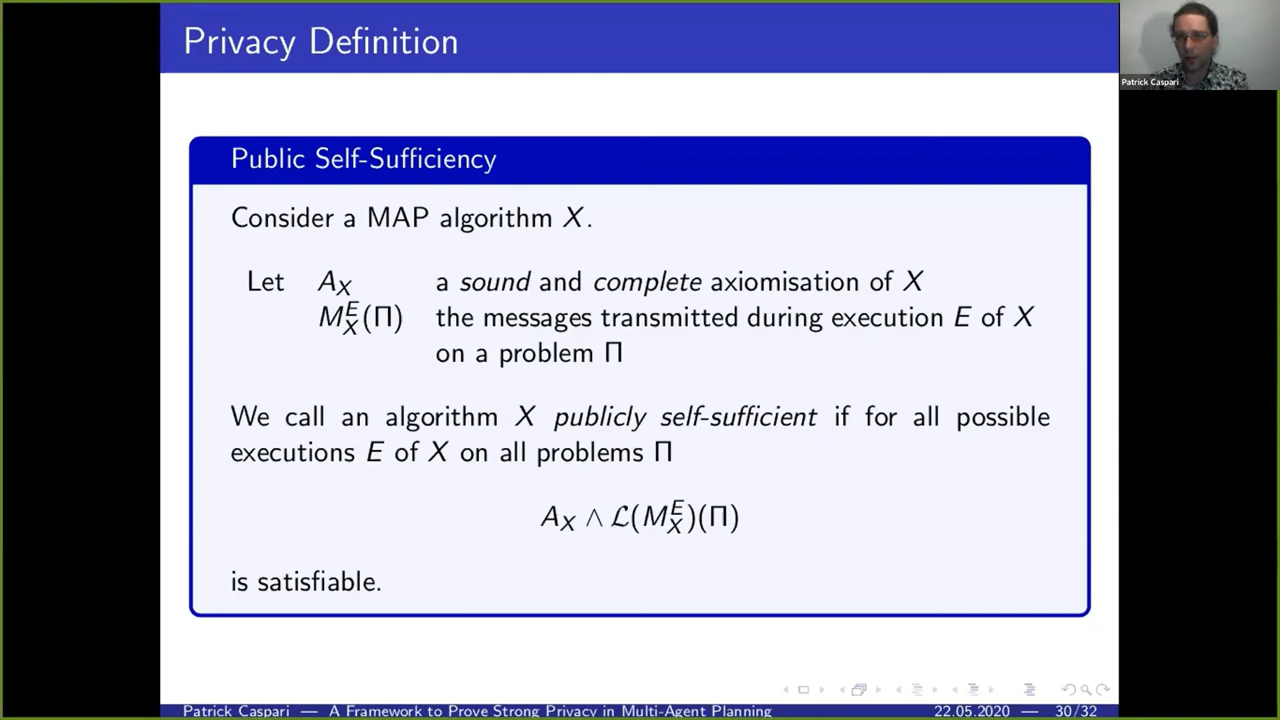 Privacy Definition
Patrick Caspari
Public Self-Sufficiency
Consider a MAP algorithm X.
Let A_X a sound and complete axiomisation of X
M_X^E(Π) the messages transmitted during execution E of X
on a problem Π
We call an algorithm X publicly self-sufficient if for all possible
executions E of X on all problems Π
A_X ∧ ℒ(M_X^E)(Π)
is satisfiable.
Patrick Caspari — A Framework to Prove Strong Privacy in Multi-Agent Planning 22.05.2020 — 30/32